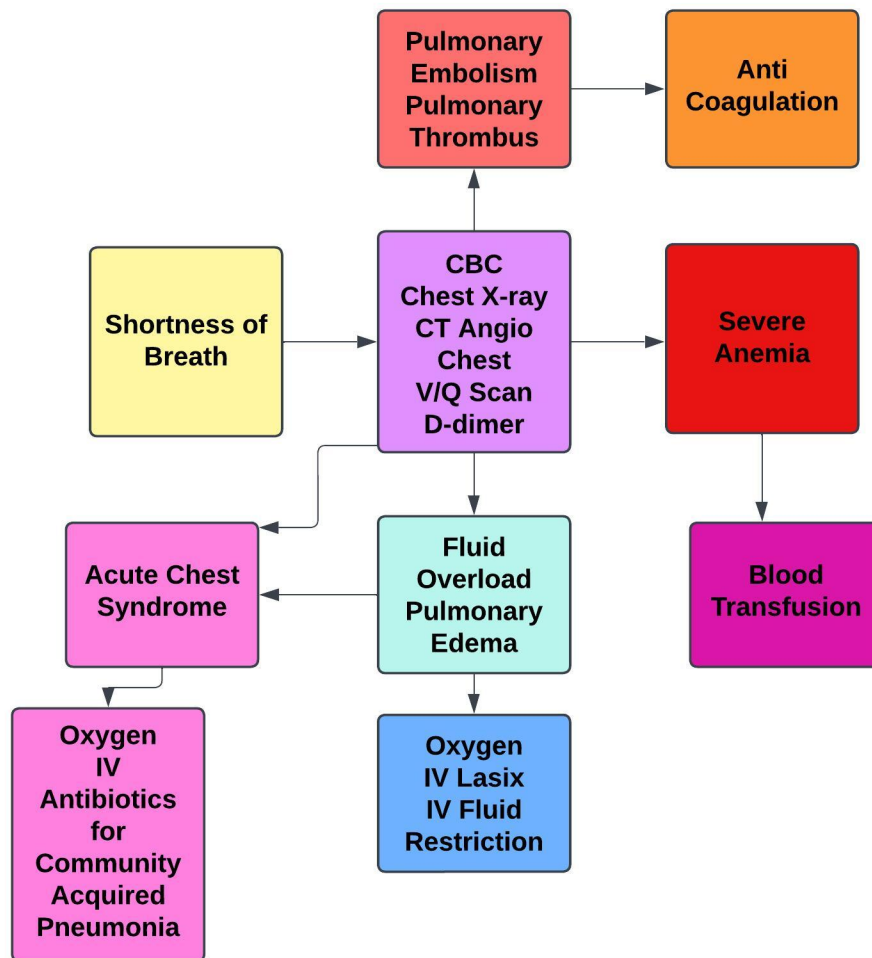 Pulmonary
Embolism
Pulmonary
Thrombus
Anti
Coagulation
Shortness of
Breath
CBC
Chest X-ray
CT Angio
Chest
V/Q Scan
D-dimer
Severe
Anemia
Acute Chest
Syndrome
Fluid
Overload
Pulmonary
Edema
Blood
Transfusion
Oxygen
IV
Antibiotics
for
Community
Acquired
Pneumonia
Oxygen
IV Lasix
IV Fluid
Restriction